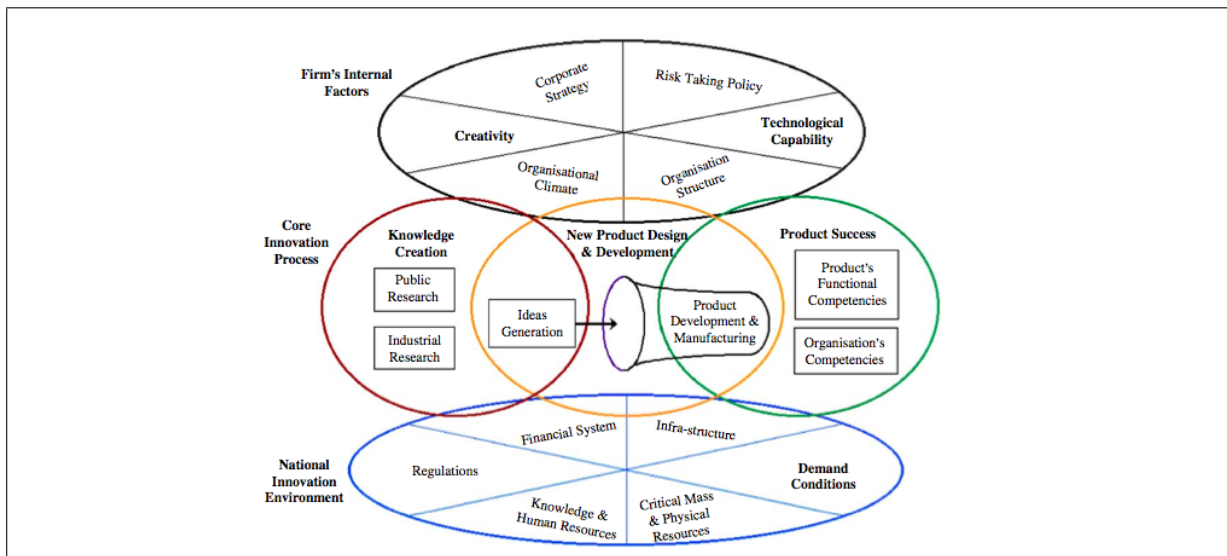 Firm's Internal
Factors
Corporate
Strategy
Risk Taking Policy
Creativity
Technological
Capability
Organisational
Climate
Organisation
Structure
Core
Innovation
Process
Knowledge
Creation
New Product Design
& Development
Product Success
Public
Research
Industrial
Research
Ideas
Generation
Product
Development &
Manufacturing
Product's
Functional
Competencies
Organisation's
Competencies
National
Innovation
Environment
Financial System
Infra-structure
Regulations
Demand
Conditions
Knowledge &
Human Resources
Critical Mass
& Physical
Resources